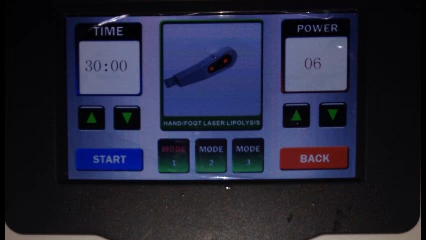 TIME
POWER
30:00
06
HAND/FOOT LASER LIPOLYSIS
MODE
1
MODE
2
MODE
3
START
BACK